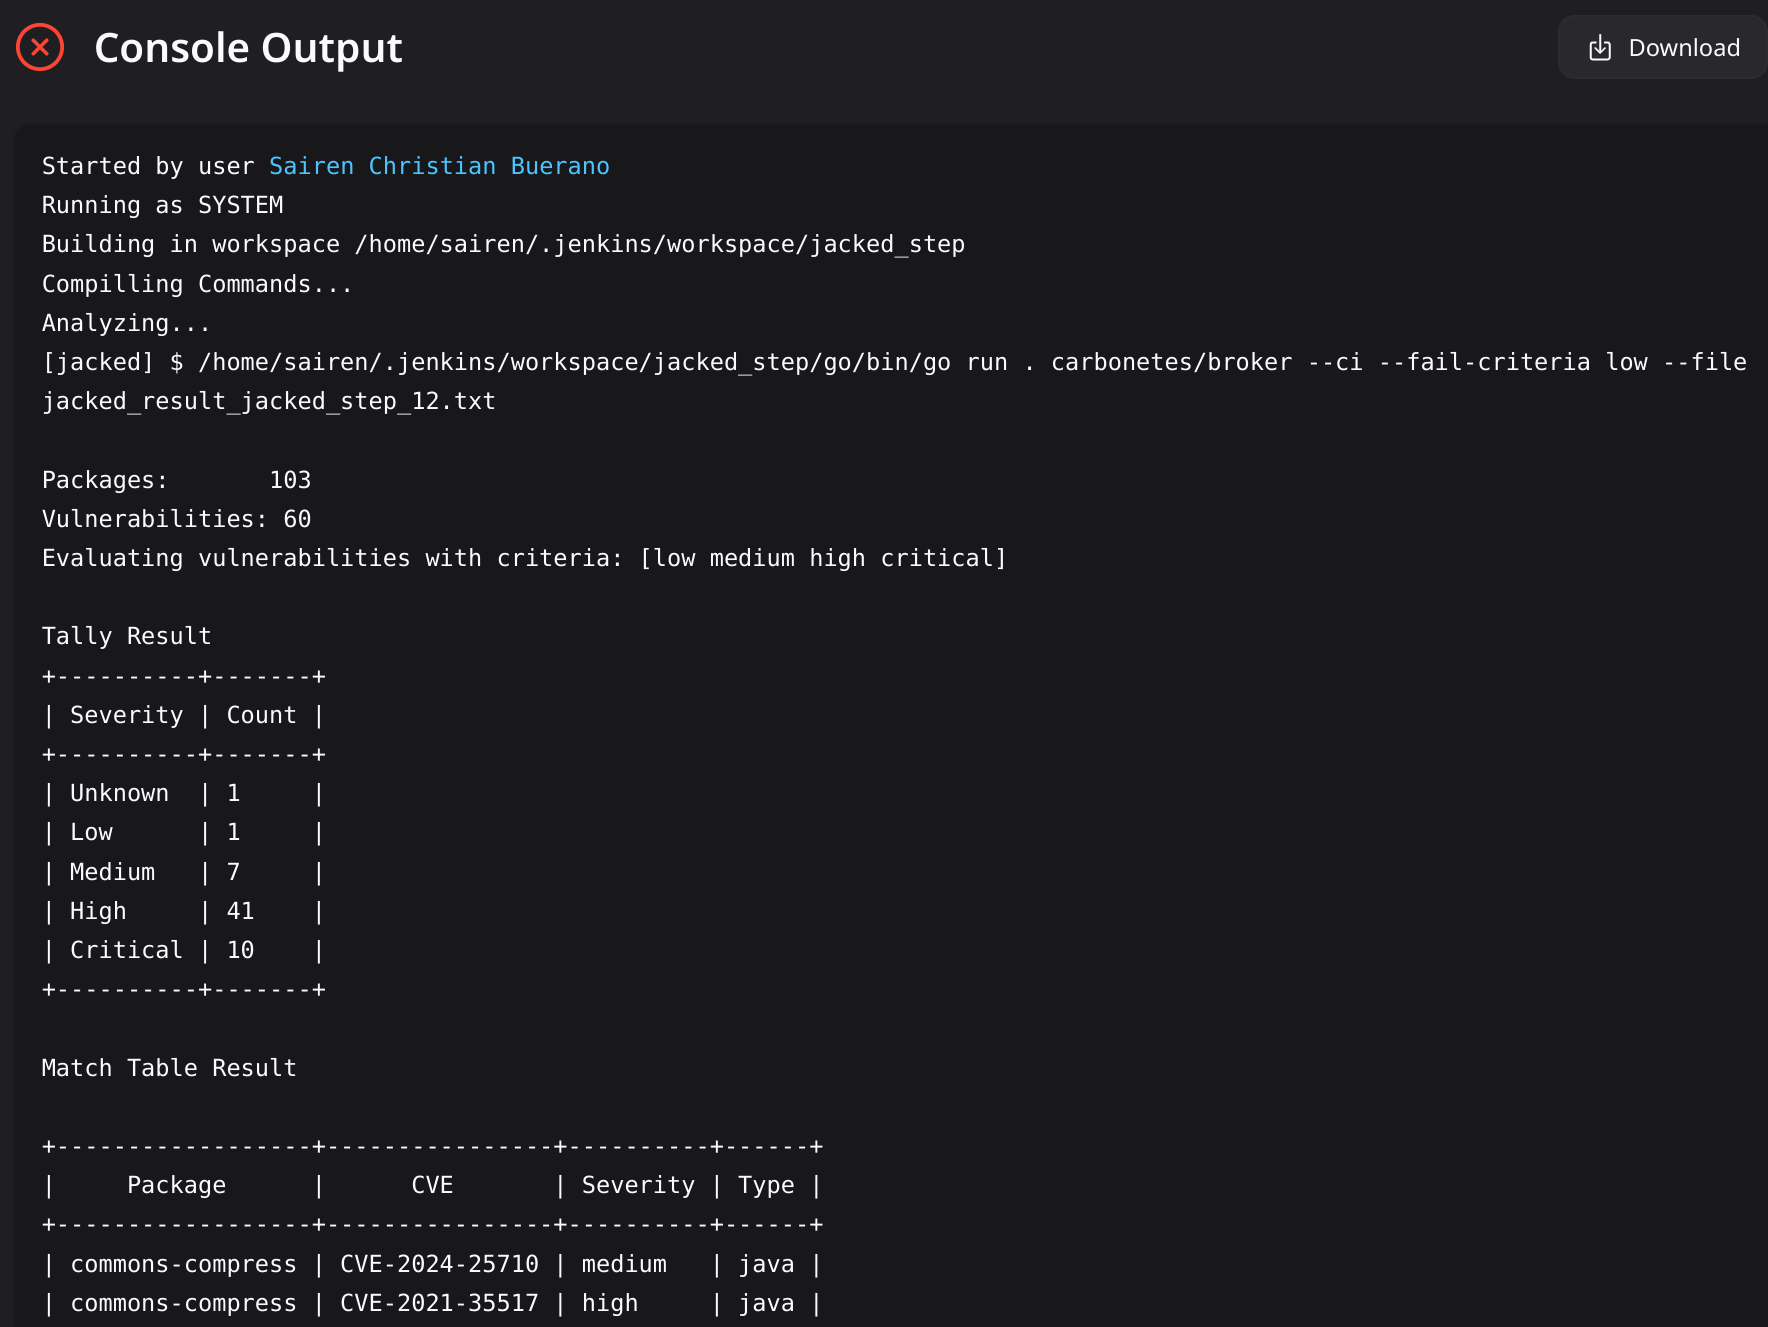 Console Output
Download
Started by user Sairen Christian Buerano
Running as SYSTEM
Building in workspace /home/sairen/.jenkins/workspace/jacked_step
Compilling Commands...
Analyzing...
[jacked] $ /home/sairen/.jenkins/workspace/jacked_step/go/bin/go run . carbonetes/broker --ci --fail-criteria low --file
jacked_result_jacked_step_12.txt
Packages:       103
Vulnerabilities: 60
Evaluating vulnerabilities with criteria: [low medium high critical]
Tally Result
+----------+-------+
| Severity | Count |
+----------+-------+
| Unknown  | 1     |
| Low      | 1     |
| Medium   | 7     |
| High     | 41    |
| Critical | 10    |
+----------+-------+
Match Table Result
+------------------+----------------+----------+------+
|     Package      |      CVE       | Severity | Type |
+------------------+----------------+----------+------+
| commons-compress | CVE-2024-25710 | medium   | java |
| commons-compress | CVE-2021-35517 | high     | java |